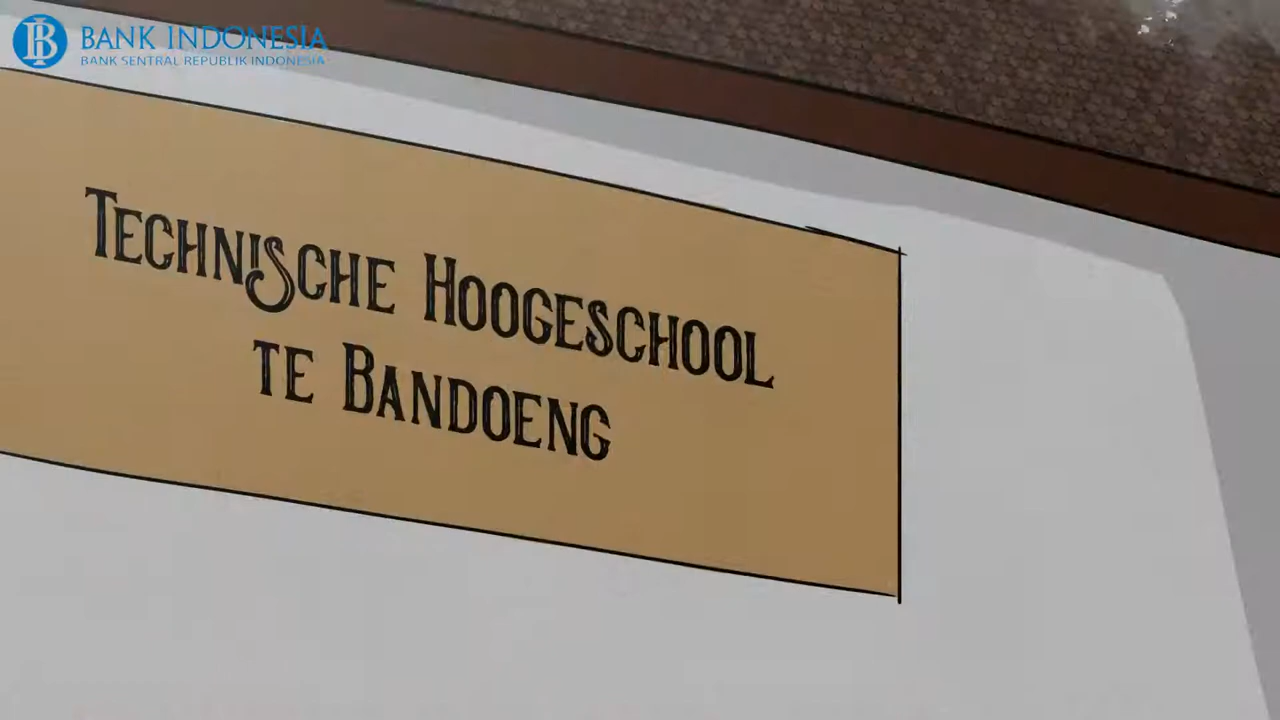 BANK INDONESIA
BANK SENTRAL REPUBLIK INDONESIA
TECHNISCHE HOOGESCHOOL
TE BANDOENG